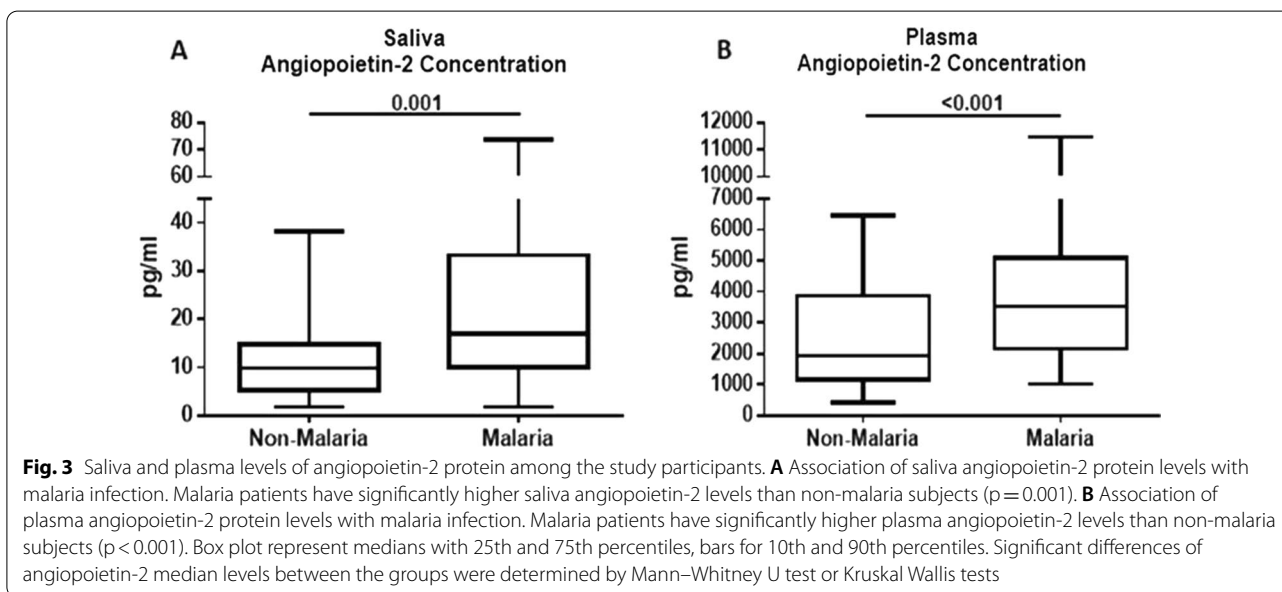 A
Saliva
Angiopoietin-2 Concentration
0.001
80
70
60
40
30
20
10
0
pg/ml
Non-Malaria
Malaria
B
Plasma
Angiopoietin-2 Concentration
<0.001
12000
11000
10000
7000
6000
5000
4000
3000
2000
1000
0
pg/ml
Non-Malaria
Malaria
Fig. 3 Saliva and plasma levels of angiopoietin-2 protein among the study participants. A Association of saliva angiopoietin-2 protein levels with
malaria infection. Malaria patients have significantly higher saliva angiopoietin-2 levels than non-malaria subjects (p = 0.001). B Association of
plasma angiopoietin-2 protein levels with malaria infection. Malaria patients have significantly higher plasma angiopoietin-2 levels than non-malaria
subjects (p < 0.001). Box plot represent medians with 25th and 75th percentiles, bars for 10th and 90th percentiles. Significant differences of
angiopoietin-2 median levels between the groups were determined by Mann–Whitney U test or Kruskal Wallis tests